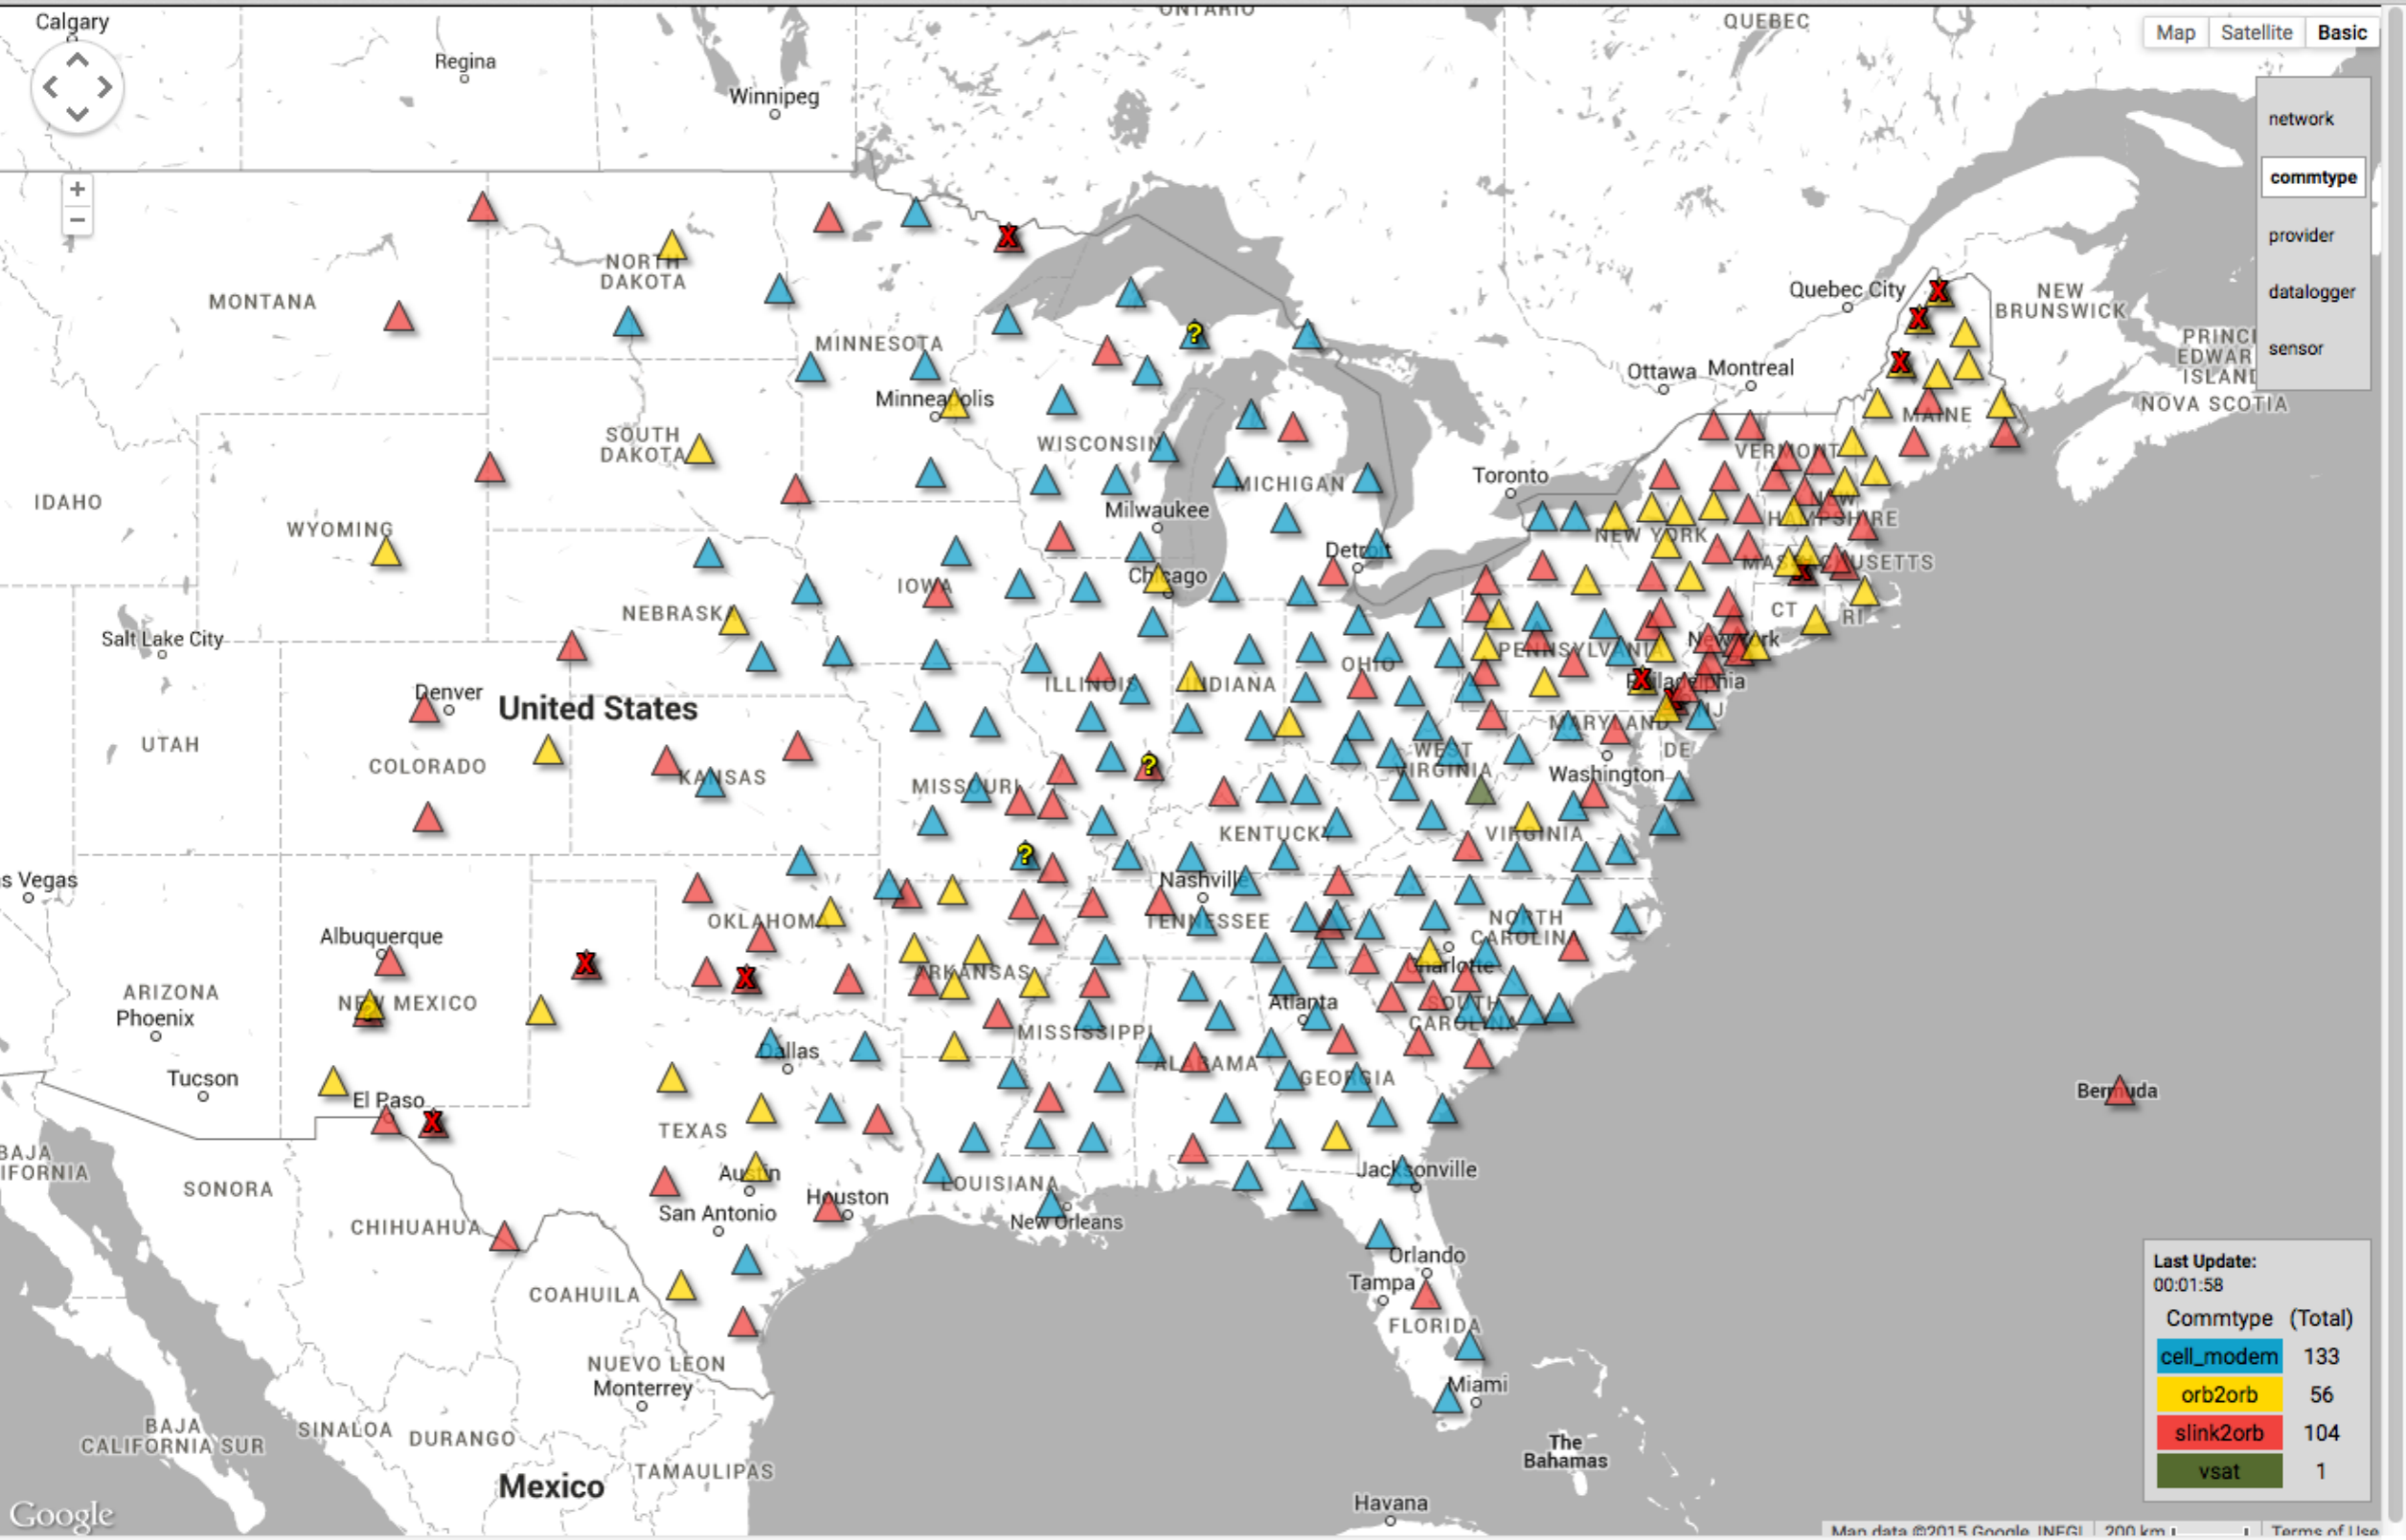 Calgary
Regina
Winnipeg
ONTARIO
QUEBEC
Map
Satellite
Basic
network
commtype
provider
datalogger
sensor
+
−
MONTANA
NORTH
DAKOTA
MINNESOTA
Minneapolis
SOUTH
DAKOTA
WISCONSIN
MICHIGAN
Milwaukee
Detroit
Chicago
Toronto
Ottawa
Montreal
Quebec City
NEW
BRUNSWICK
NOVA SCOTIA
MAINE
VERMONT
NEW
HAMPSHIRE
NEW YORK
MASSACHUSETTS
CT
RI
IDAHO
WYOMING
IOWA
NEBRASKA
Salt Lake City
Denver
United States
UTAH
COLORADO
KANSAS
MISSOURI
ILLINOIS
INDIANA
OHIO
PENNSYLVANIA
New York
Philadelphia
NJ
MARYLAND
DE
WEST
VIRGINIA
Washington
VIRGINIA
KENTUCKY
s Vegas
Nashville
TENNESSEE
NORTH
CAROLINA
Charlotte
OKLAHOMA
ARKANSAS
Albuquerque
NEW MEXICO
ARIZONA
Phoenix
Tucson
El Paso
Dallas
MISSISSIPPI
ALABAMA
Atlanta
GEORGIA
SOUTH
CAROLINA
Bermuda
TEXAS
Austin
Houston
San Antonio
LOUISIANA
New Orleans
Jacksonville
Orlando
Tampa
FLORIDA
Miami
BAJA
IFORNIA
SONORA
CHIHUAHUA
COAHUILA
NUEVO LEON
Monterrey
BAJA
CALIFORNIA SUR
SINALOA
DURANGO
TAMAULIPAS
Mexico
The
Bahamas
Havana
Last Update:
00:01:58
Commtype (Total)
cell_modem 133
orb2orb 56
slink2orb 104
vsat 1
Google
Map data ©2015 Google, INEGI
200 km
Terms of Use